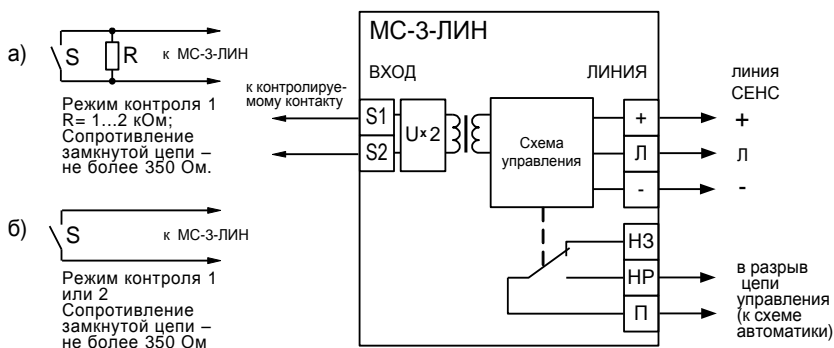 а)
S
R
к МС-3-ЛИН
Режим контроля 1
R= 1...2 кОм;
Сопротивление
замкнутой цепи –
не более 350 Ом.
б)
S
к МС-3-ЛИН
Режим контроля 1
или 2
Сопротивление
замкнутой цепи –
не более 350 Ом
к контролируе-
мому контакту
МС-3-ЛИН
ВХОД
ЛИНИЯ
S1
S2
U×2
Схема
управления
+
Л
-
НЗ
НР
П
линия
СЕНС
+
Л
-
в разрыв
цепи
управления
(к схеме
автоматики)